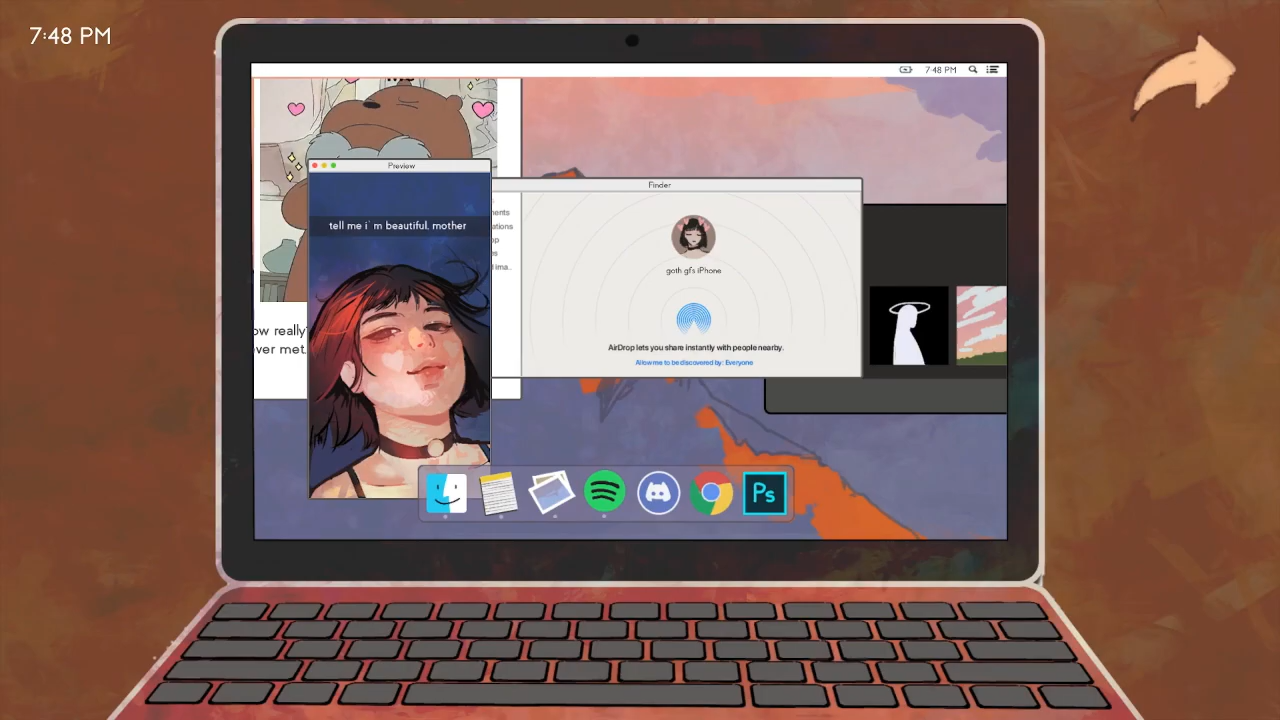 7:48 PM
7:48 PM
Preview
tell me i'm beautiful, mother
Finder
goth gfs iPhone
AirDrop lets you share instantly with people nearby.
Allow me to be discovered by: Everyone
ow really
ver met.
Ps